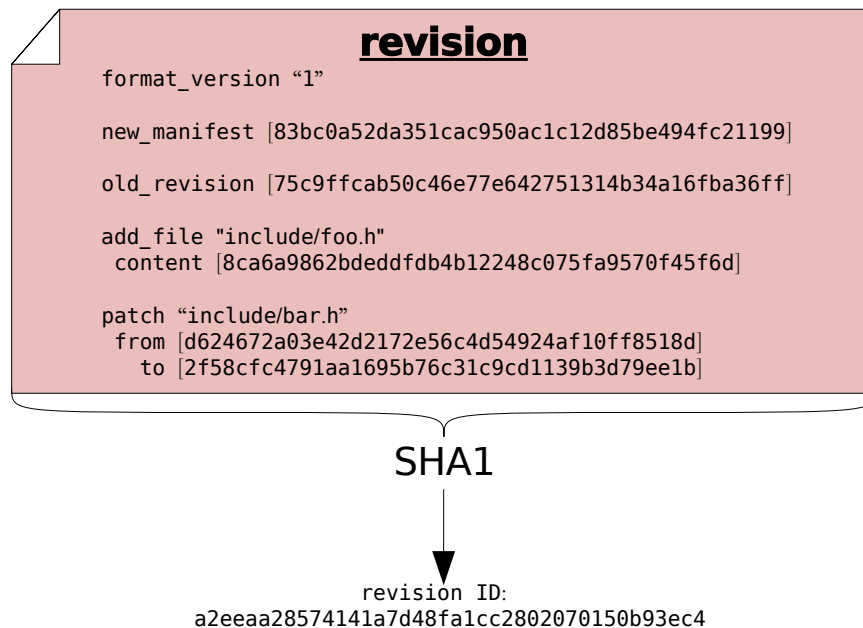 revision
format_version “1”
new_manifest [83bc0a52da351cac950ac1c12d85be494fc21199]
old_revision [75c9ffcab50c46e77e642751314b34a16fba36ff]
add_file "include/foo.h"
content [8ca6a9862bdeddfdb4b12248c075fa9570f45f6d]
patch “include/bar.h”
from [d624672a03e42d2172e56c4d54924af10ff8518d]
to [2f58cfc4791aa1695b76c31c9cd1139b3d79ee1b]
SHA1
revision ID:
a2eeaa28574141a7d48fa1cc2802070150b93ec4